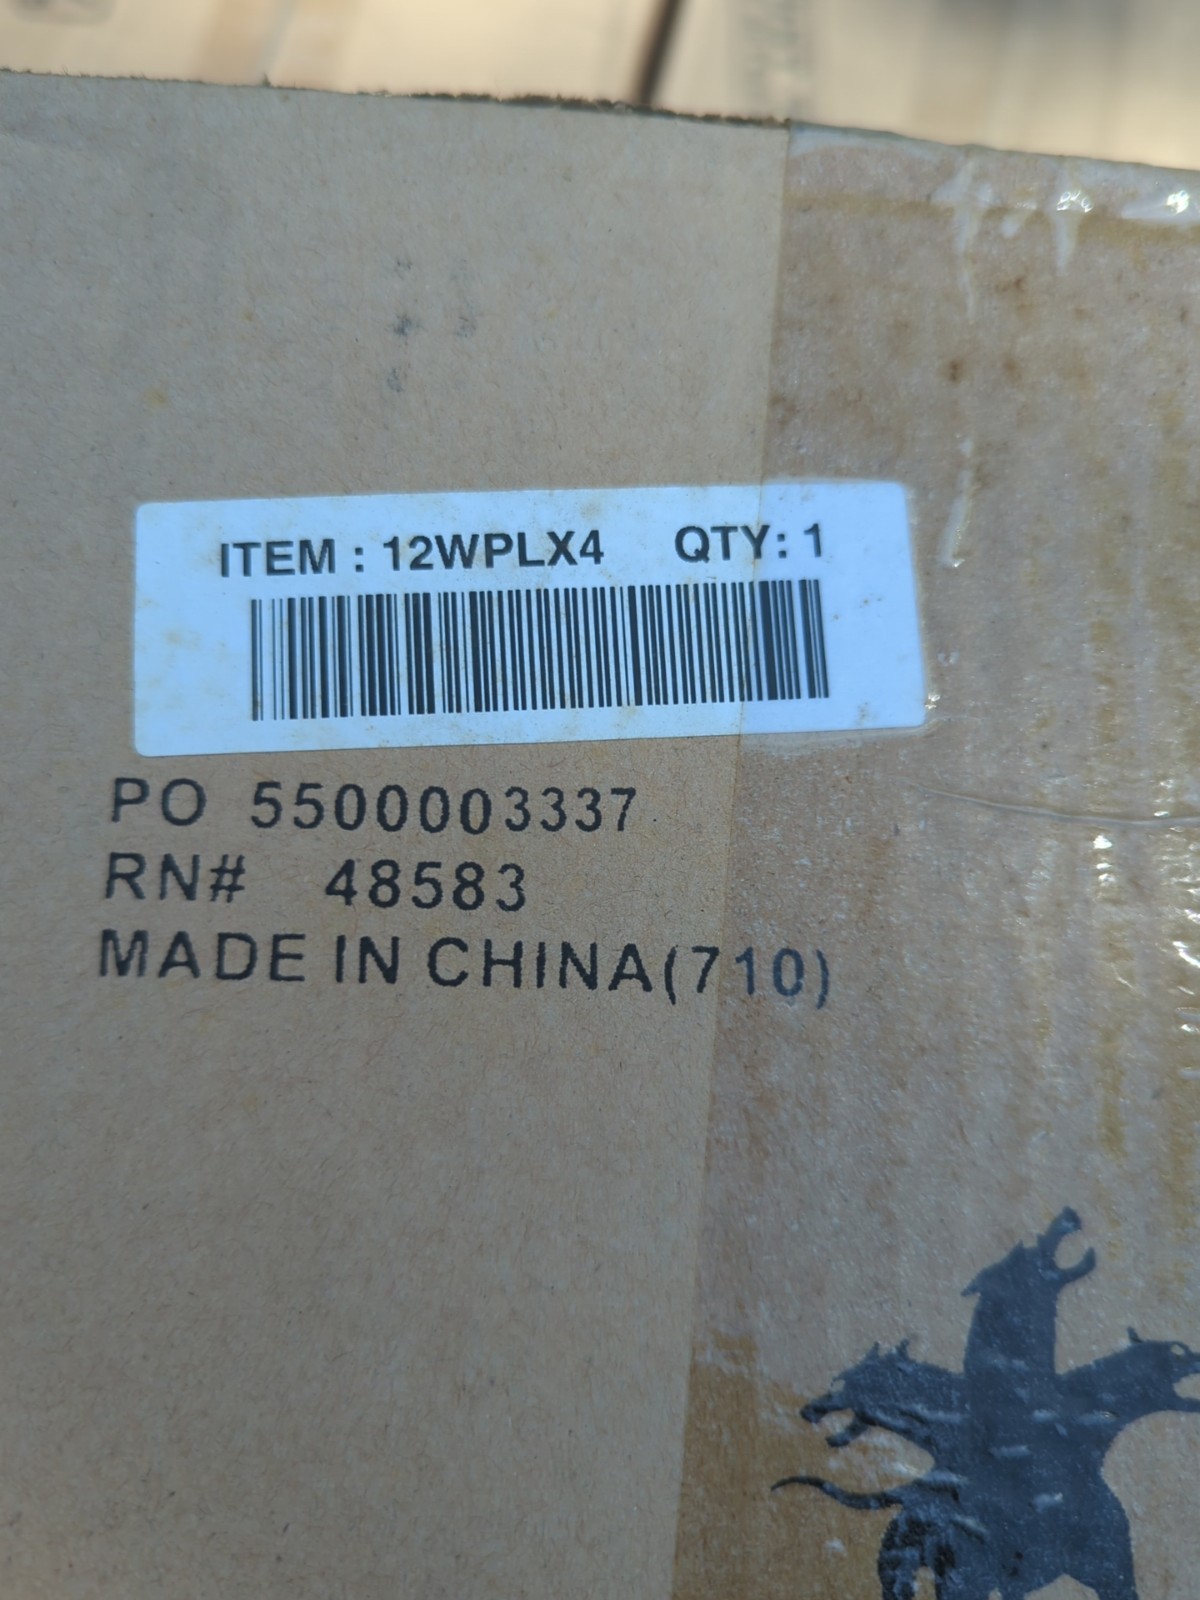 ITEM : 12WPLX4 QTY: 1
PO 5500003337
RN# 48583
MADE IN CHINA(710)